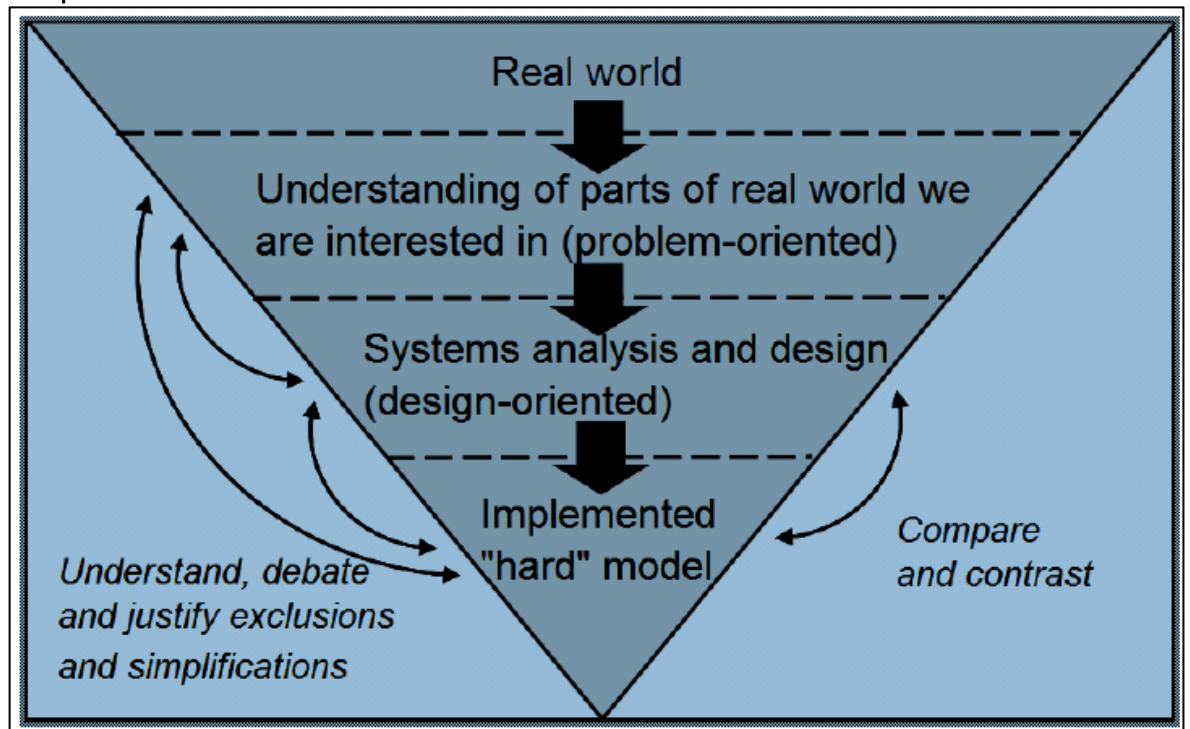 Real world
Understanding of parts of real world we
are interested in (problem-oriented)
Systems analysis and design
(design-oriented)
Implemented
"hard" model
Understand, debate
and justify exclusions
and simplifications
Compare
and contrast